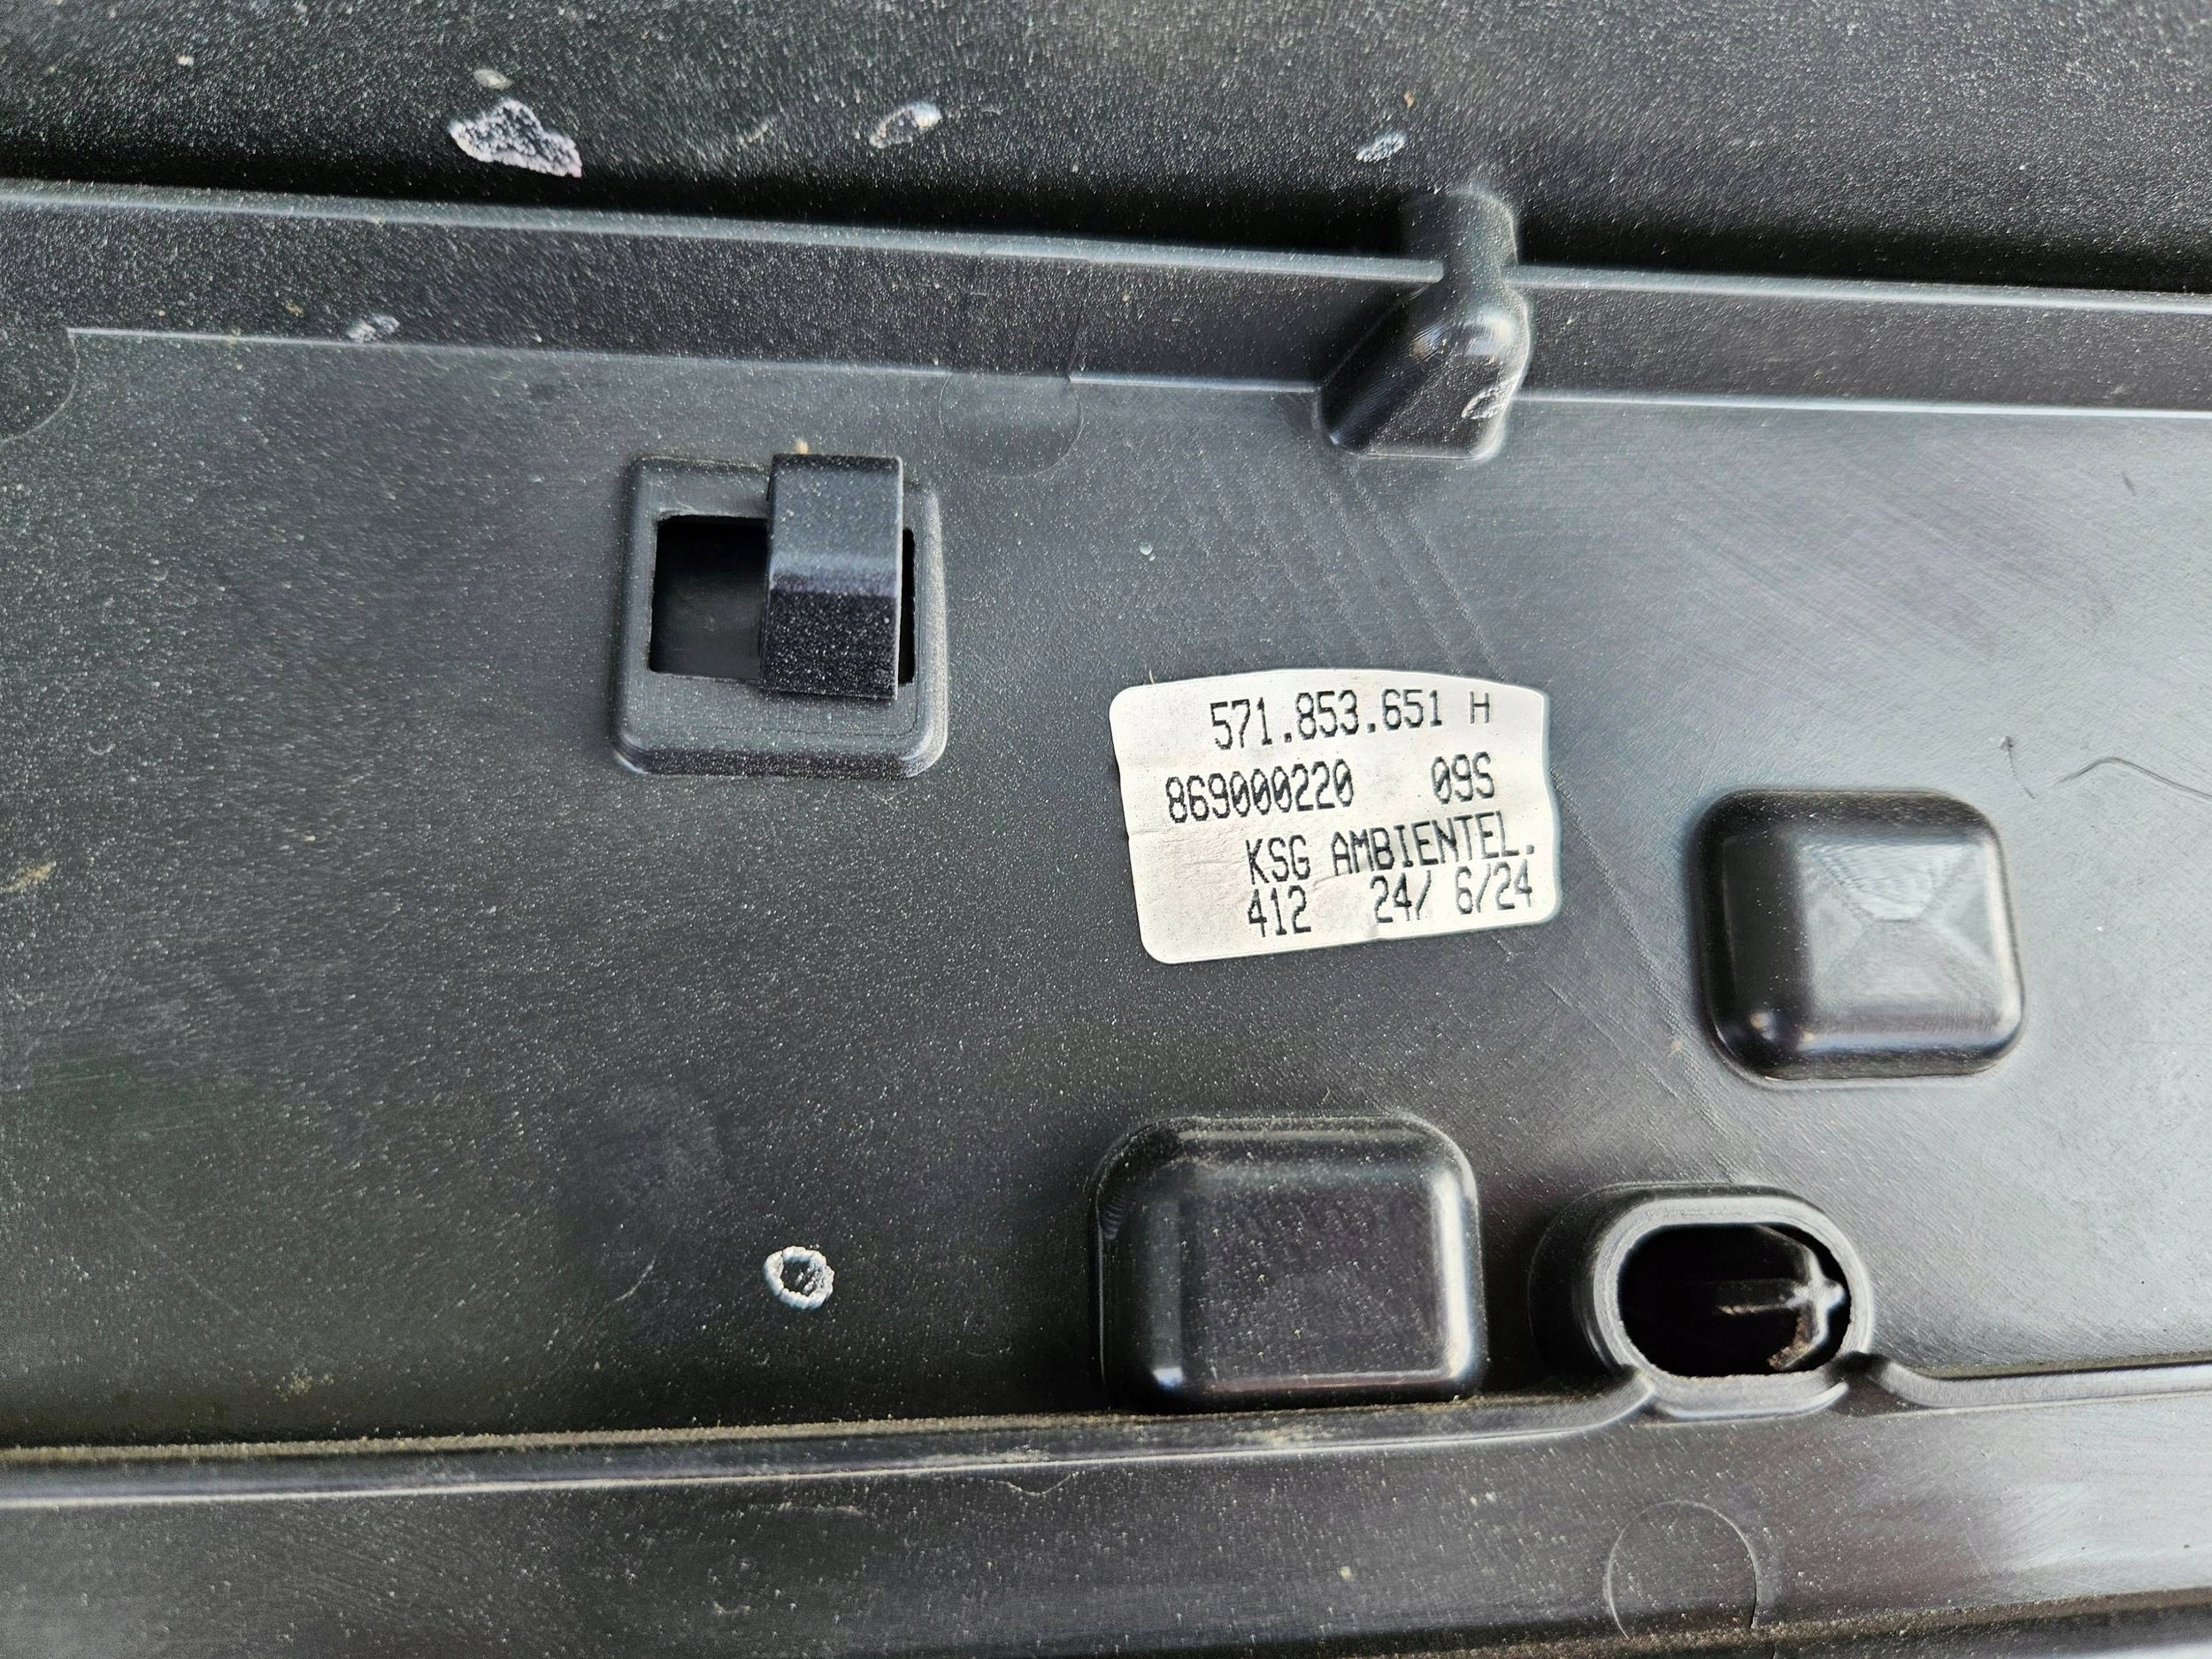 571.853.651 H
869000220 09S
KSG AMBIENTEL.
412 24/ 6/24